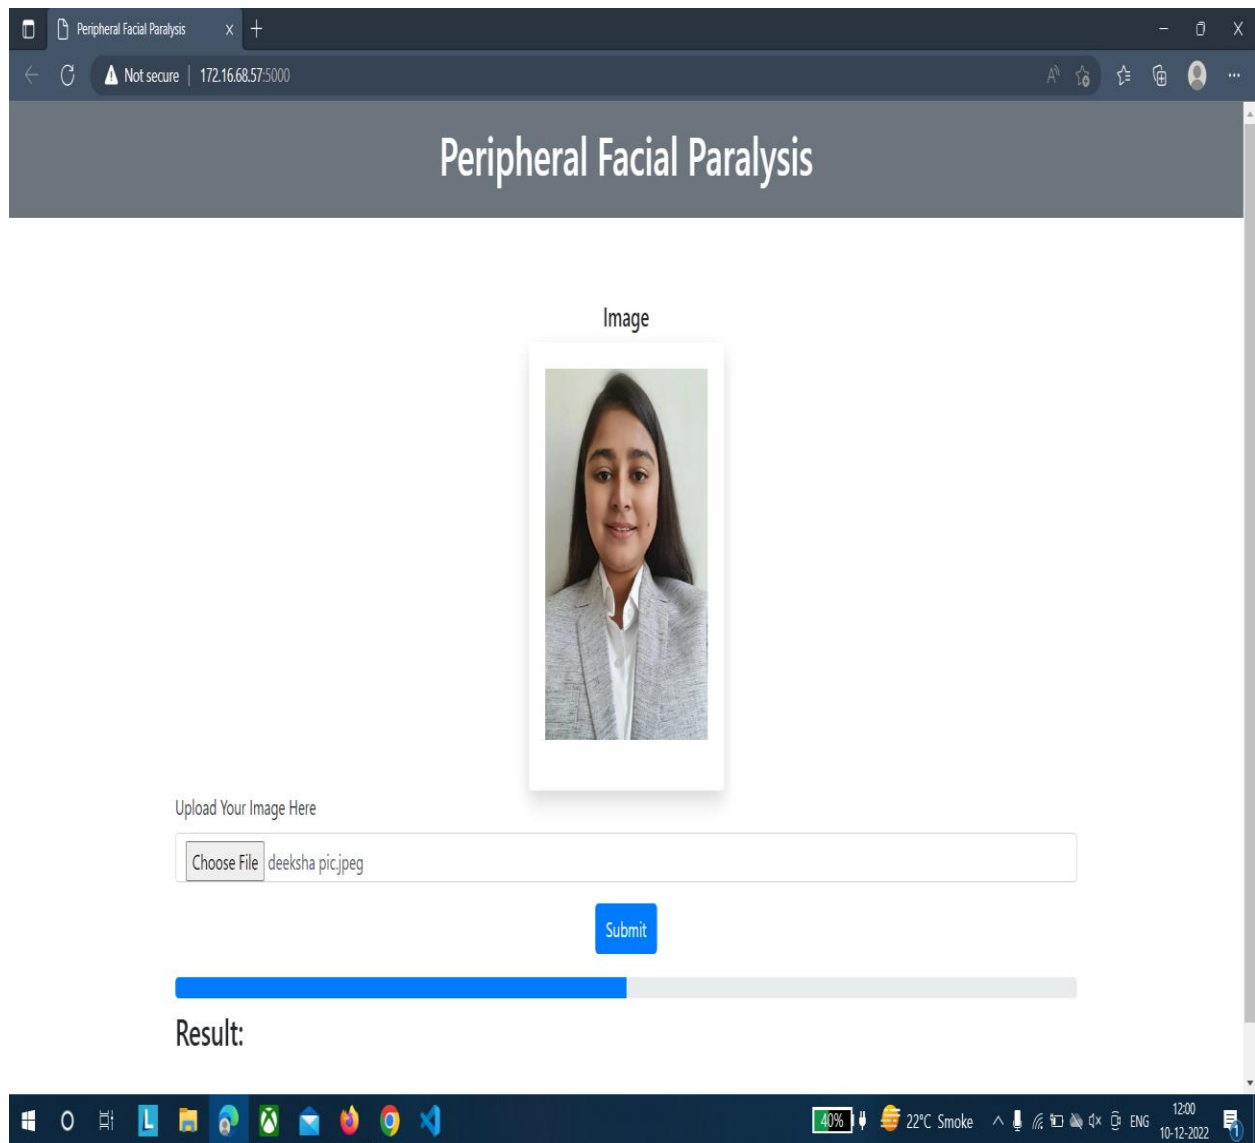 Peripheral Facial Paralysis
Not secure | 172.16.68.57:5000
Peripheral Facial Paralysis
Image
Upload Your Image Here
Choose File deeksha pic.jpeg
Submit
Result:
L
40% 22°C Smoke ENG 12:00
10-12-2022
1